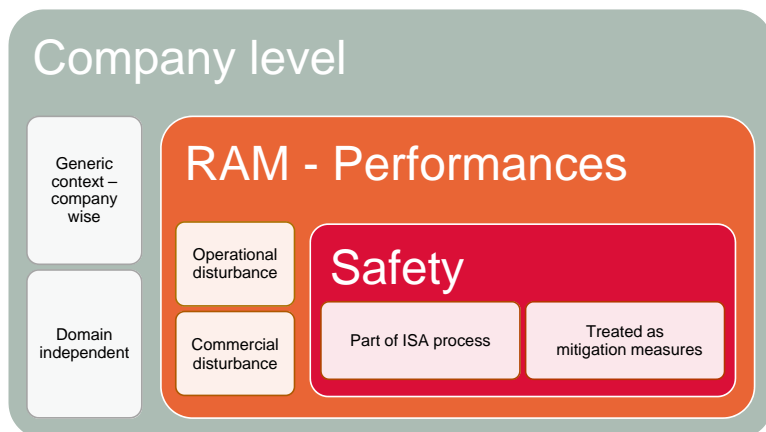 Company level
Generic
context –
company
wise
Domain
independent
RAM - Performances
Operational
disturbance
Commercial
disturbance
Safety
Part of ISA process
Treated as
mitigation measures